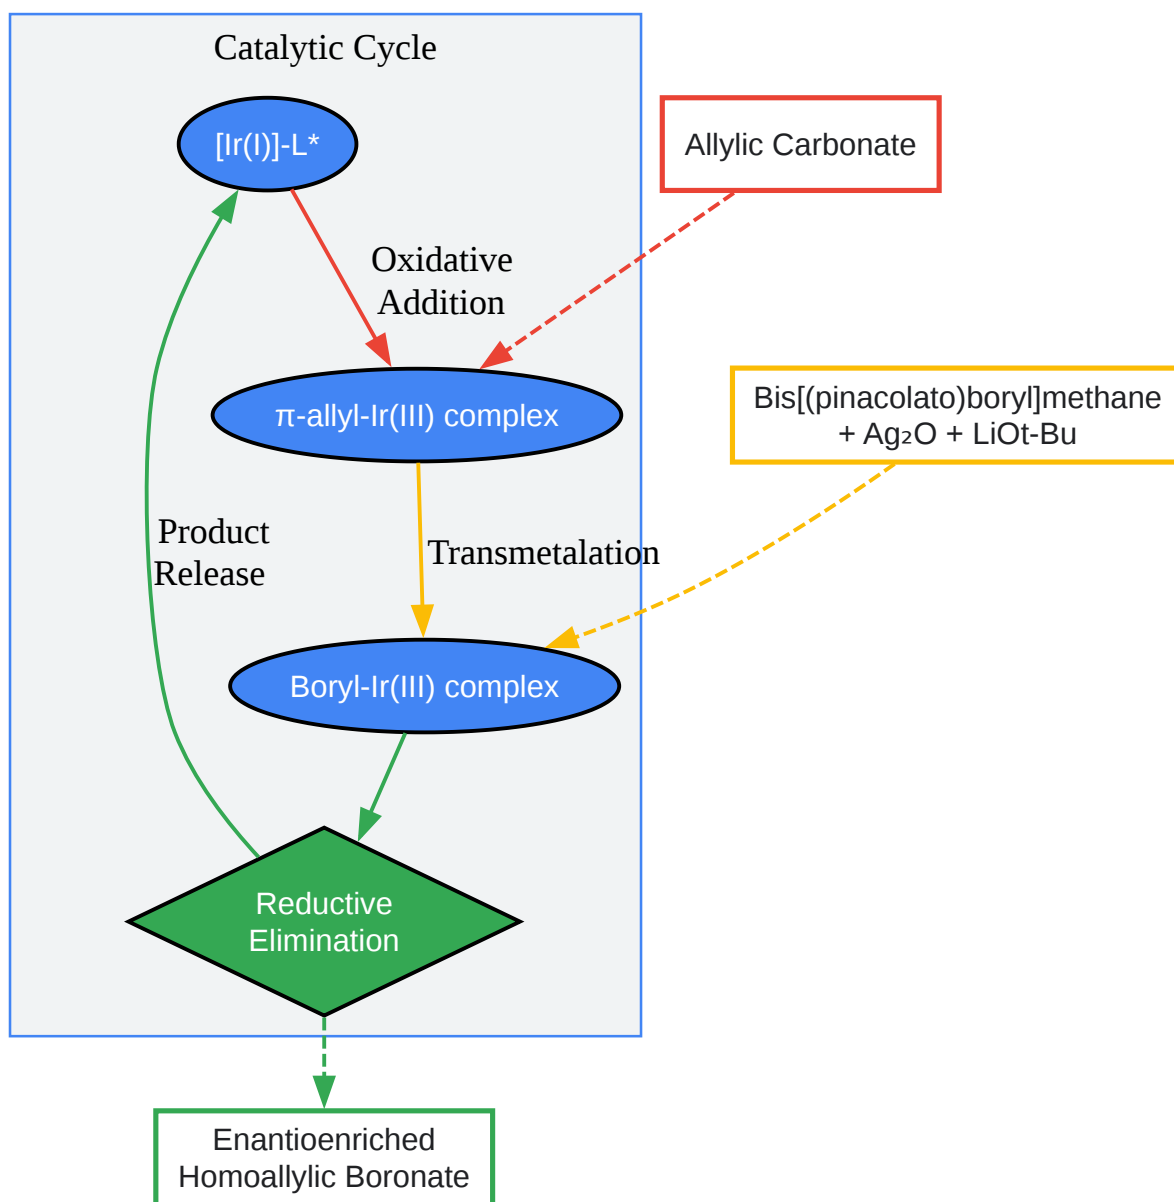 Catalytic Cycle
[Ir(I)]-L*
Allylic Carbonate
Oxidative
Addition
π-allyl-Ir(III) complex
Bis[(pinacolato)boryl]methane
+ Ag₂O + LiOt-Bu
Product
Release
Transmetalation
Boryl-Ir(III) complex
Reductive
Elimination
Enantioenriched
Homoallylic Boronate